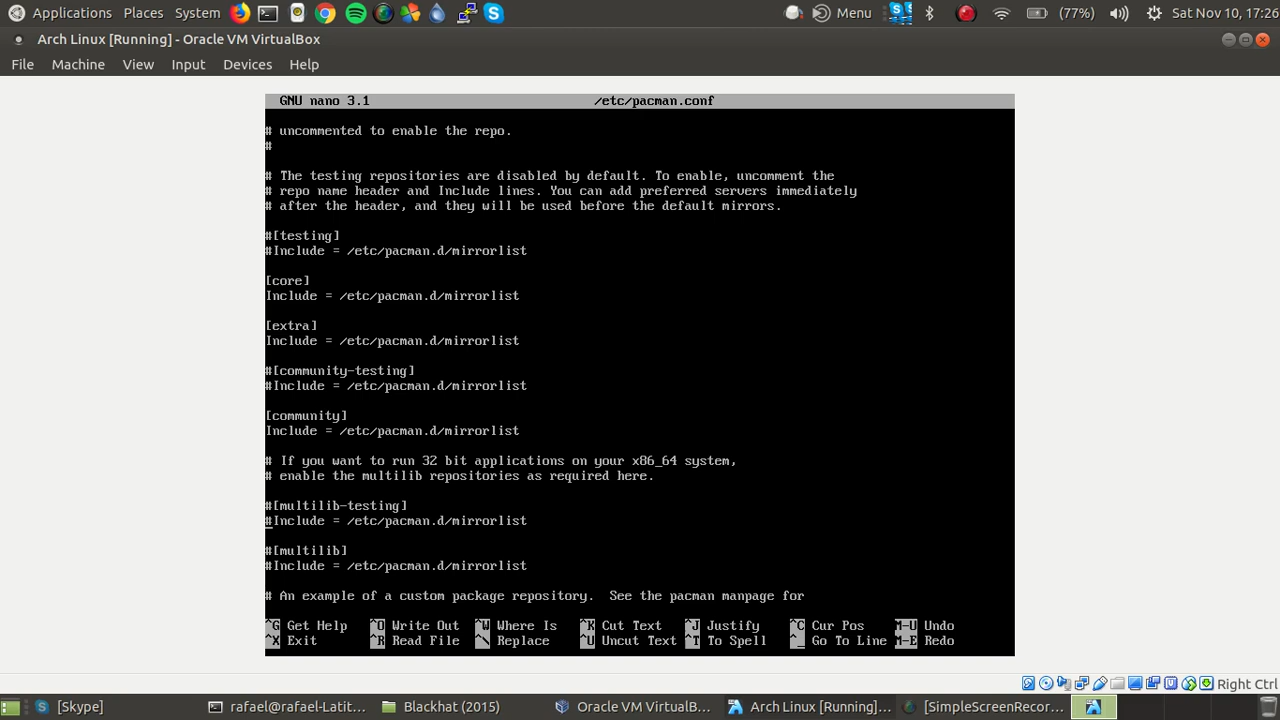 Applications Places System Menu (77%) Sat Nov 10, 17:26
Arch Linux [Running] - Oracle VM VirtualBox
File Machine View Input Devices Help
GNU nano 3.1 /etc/pacman.conf
# uncommented to enable the repo.
#
# The testing repositories are disabled by default. To enable, uncomment the
# repo name header and Include lines. You can add preferred servers immediately
# after the header, and they will be used before the default mirrors.
#[testing]
#Include = /etc/pacman.d/mirrorlist
[core]
Include = /etc/pacman.d/mirrorlist
[extra]
Include = /etc/pacman.d/mirrorlist
#[community-testing]
#Include = /etc/pacman.d/mirrorlist
[community]
Include = /etc/pacman.d/mirrorlist
# If you want to run 32 bit applications on your x86_64 system,
# enable the multilib repositories as required here.
#[multilib-testing]
#Include = /etc/pacman.d/mirrorlist
#[multilib]
#Include = /etc/pacman.d/mirrorlist
# An example of a custom package repository.  See the pacman manpage for
^G Get Help ^O Write Out ^W Where Is ^K Cut Text ^J Justify ^C Cur Pos M-U Undo
^X Exit ^R Read File ^\ Replace ^U Uncut Text ^T To Spell ^_ Go To Line M-E Redo
Right Ctrl
[Skype] rafael@rafael-Latit... Blackhat (2015) Oracle VM VirtualB... Arch Linux [Running]... [SimpleScreenRecor...